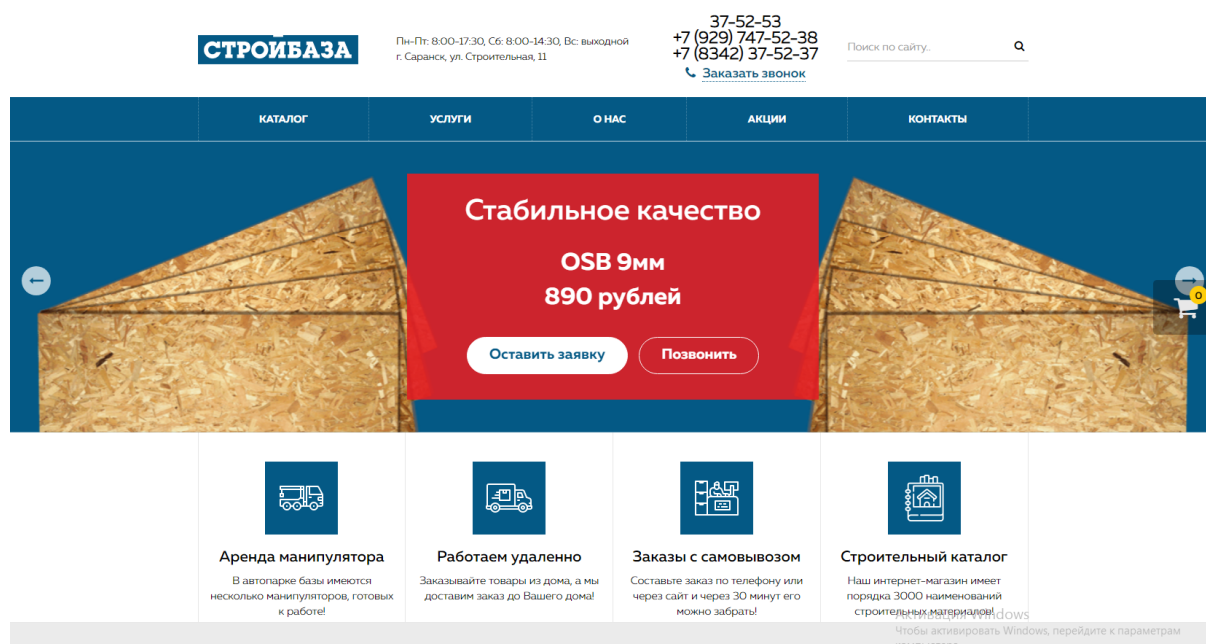 СТРОЙБАЗА
Пн-Пт: 8:00-17:30, Сб: 8:00-14:30, Вс: выходной
г. Саранск, ул. Строительная, 11
37-52-53
+7 (929) 747-52-38
+7 (8342) 37-52-37
Заказать звонок
Поиск по сайту..
КАТАЛОГ
УСЛУГИ
О НАС
АКЦИИ
КОНТАКТЫ
Стабильное качество
OSB 9мм
890 рублей
Оставить заявку
Позвонить
0
Аренда манипулятора
В автопарке базы имеются
несколько манипуляторов, готовых
к работе!
Работаем удаленно
Заказывайте товары из дома, а мы
доставим заказ до Вашего дома!
Заказы с самовывозом
Составьте заказ по телефону или
через сайт и через 30 минут его
можно забрать!
Строительный каталог
Наш интернет-магазин имеет
порядка 3000 наименований
строительных материалов!
Активация Windows
Чтобы активировать Windows, перейдите к параметрам